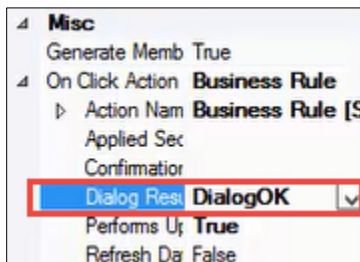 Misc
Generate Memb True
On Click Action Business Rule
Action Nam Business Rule [S
Applied Sec
Confirmation
Dialog Resu DialogOK
Performs Up True
Refresh Da False